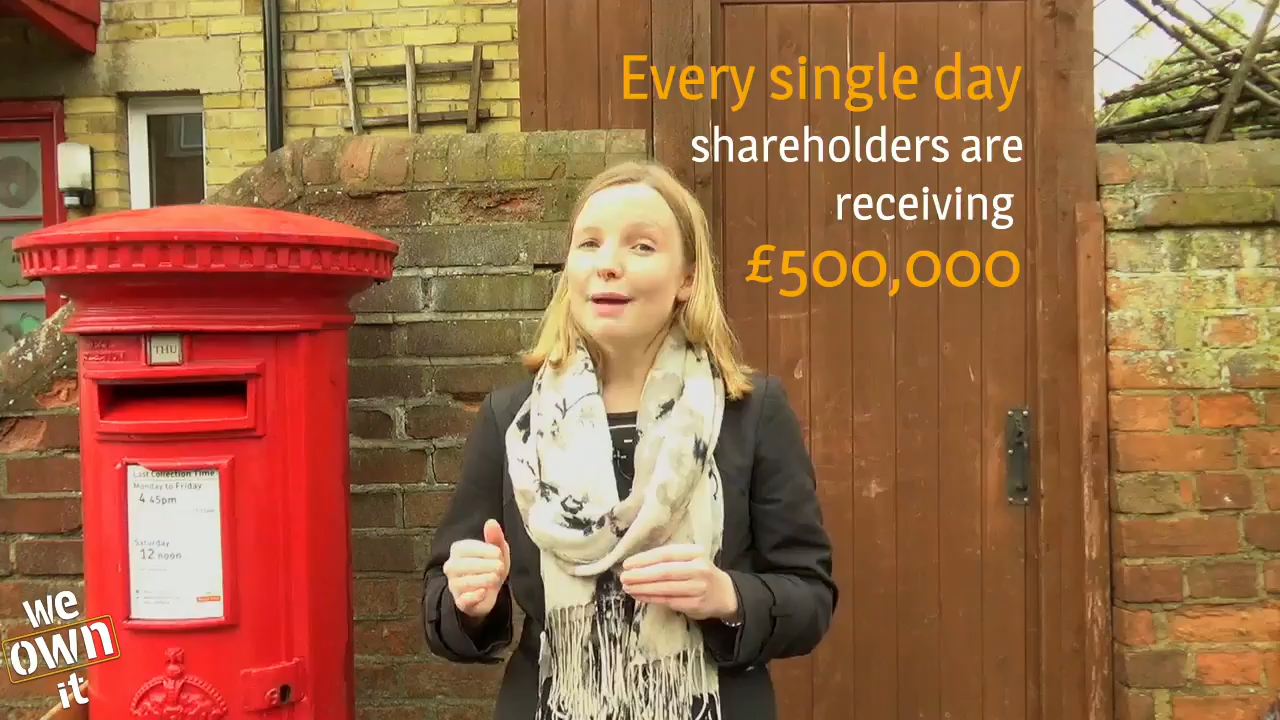 Every single day
shareholders are
receiving
£500,000
THU
Last Collection Time
Monday to Friday
4 45pm
Saturday
12 noon
we
own
it